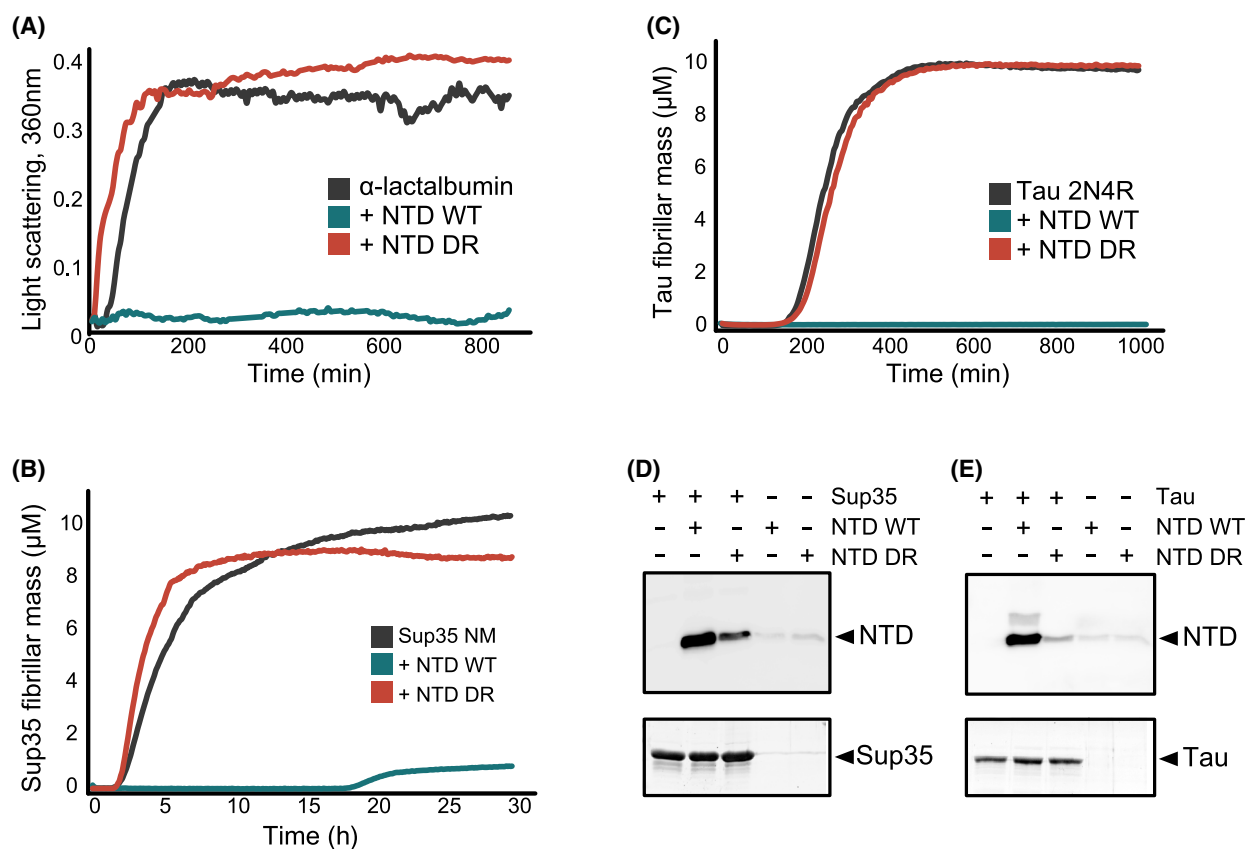 (A)
Light scattering, 360nm
0.4
0.3
0.2
0.1
0
α-lactalbumin
+ NTD WT
+ NTD DR
0 200 400 600 800
Time (min)
(C)
Tau fibrillar mass (µM)
10
8
6
4
2
0
Tau 2N4R
+ NTD WT
+ NTD DR
0 200 400 600 800 1000
Time (min)
(B)
Sup35 fibrillar mass (µM)
10
8
6
4
2
0
Sup35 NM
+ NTD WT
+ NTD DR
0 5 10 15 20 25 30
Time (h)
(D)
+ + + − − Sup35
− + − + − NTD WT
− − + − + NTD DR
NTD
Sup35
(E)
+ + + − − Tau
− + − + − NTD WT
− − + − + NTD DR
NTD
Tau